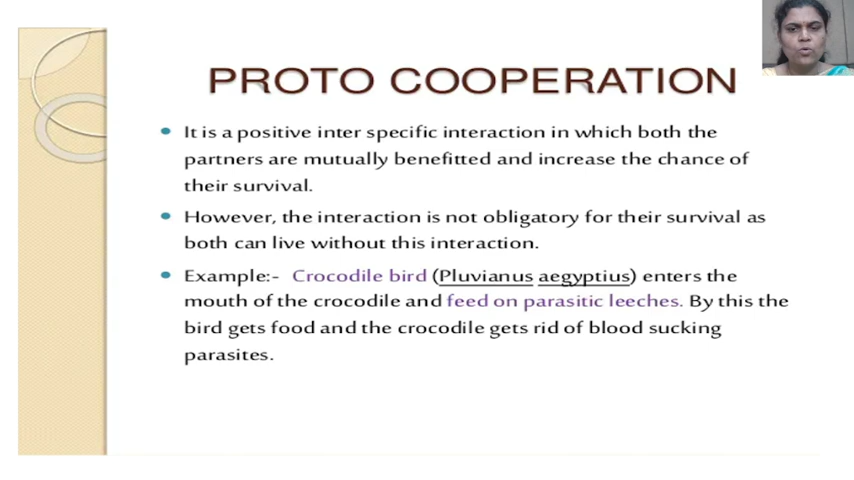 PROTO COOPERATION
• It is a positive inter specific interaction in which both the
partners are mutually benefitted and increase the chance of
their survival.
• However, the interaction is not obligatory for their survival as
both can live without this interaction.
• Example:- Crocodile bird (Pluvianus aegyptius) enters the
mouth of the crocodile and feed on parasitic leeches. By this the
bird gets food and the crocodile gets rid of blood sucking
parasites.